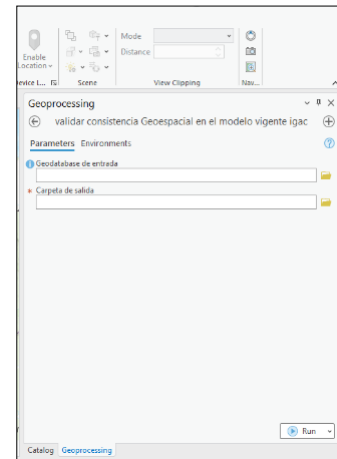 Mode
Enable
Distance
Location
evice L...
Scene
View Clipping
Nav...
Geoprocessing
validar consistencia Geoespacial en el modelo vigente igac
Parameters Environments
Geodatabase de entrada
* Carpeta de salida
Run
Catalog Geoprocessing